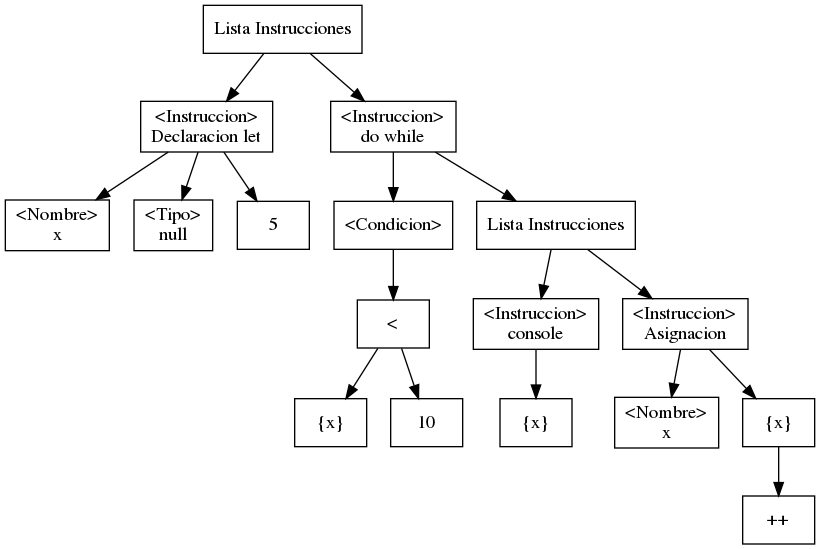 Lista Instrucciones
<Instruccion>
Declaracion let
<Instruccion>
do while
<Nombre>
x
<Tipo>
null
5
<Condicion>
Lista Instrucciones
<
<Instruccion>
console
<Instruccion>
Asignacion
{x}
10
{x}
<Nombre>
x
{x}
++